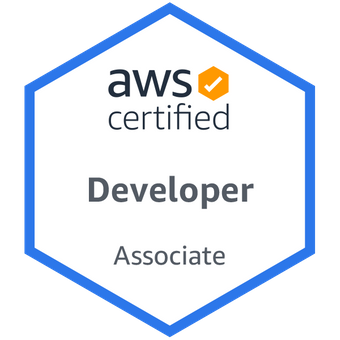 aws
certified
Developer
Associate